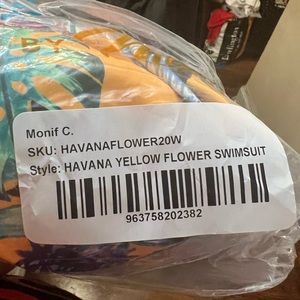 Monif C.
SKU: HAVANAFLOWER20W
Style: HAVANA YELLOW FLOWER SWIMSUIT
963758202382